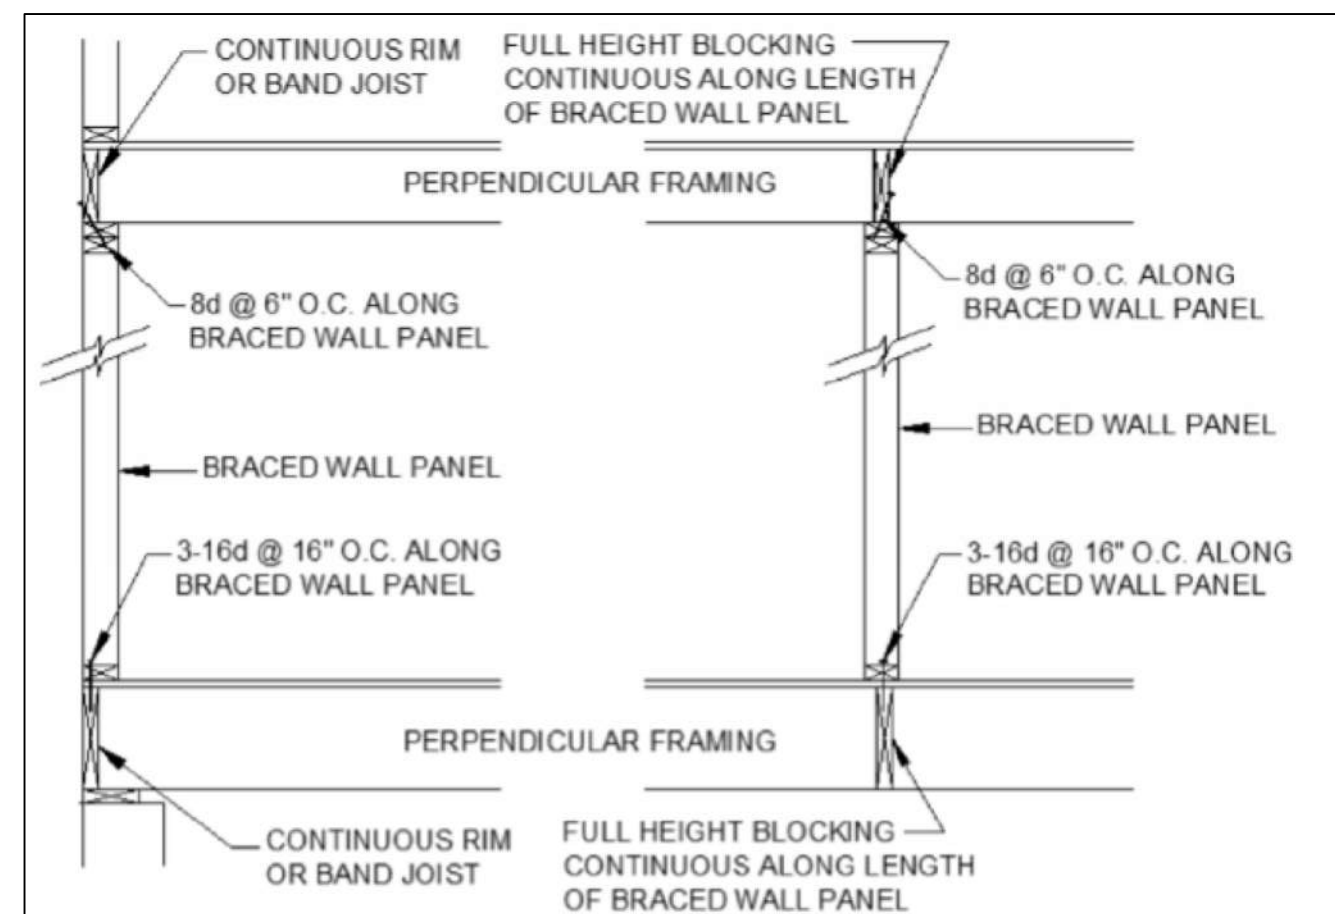 CONTINUOUS RIM
OR BAND JOIST
FULL HEIGHT BLOCKING
CONTINUOUS ALONG LENGTH
OF BRACED WALL PANEL
PERPENDICULAR FRAMING
8d @ 6" O.C. ALONG
BRACED WALL PANEL
8d @ 6" O.C. ALONG
BRACED WALL PANEL
BRACED WALL PANEL
BRACED WALL PANEL
3-16d @ 16" O.C. ALONG
BRACED WALL PANEL
3-16d @ 16" O.C. ALONG
BRACED WALL PANEL
PERPENDICULAR FRAMING
CONTINUOUS RIM
OR BAND JOIST
FULL HEIGHT BLOCKING
CONTINUOUS ALONG LENGTH
OF BRACED WALL PANEL